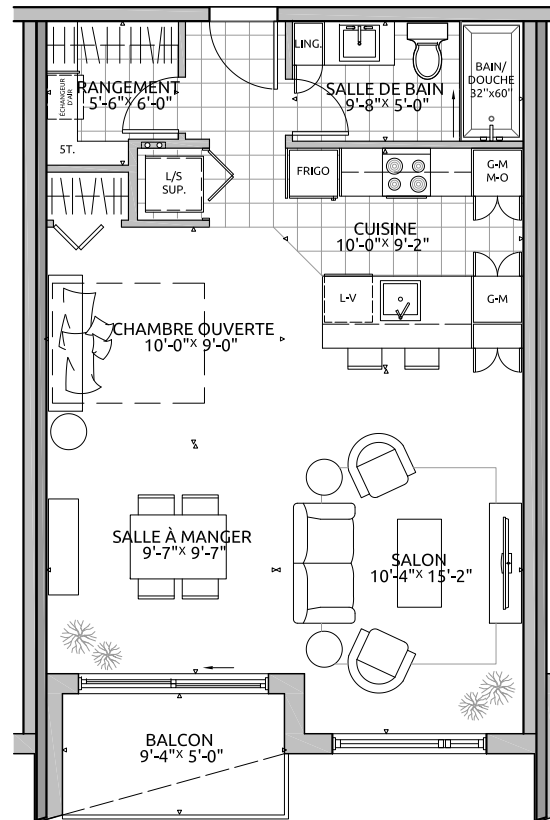 LING.
BAIN/
DOUCHE
32"x60"
RANGEMENT
5'-6"X 6'-0"
ÉCHANGEUR
D'AIR
SALLE DE BAIN
9'-8"X 5'-0"
5T.
L/S
SUP.
FRIGO
G-M
M-O
CUISINE
10'-0"X 9'-2"
L-V
G-M
CHAMBRE OUVERTE
10'-0"X 9'-0"
SALLE À MANGER
9'-7"X 9'-7"
SALON
10'-4"X 15'-2"
BALCON
9'-4"X 5'-0"